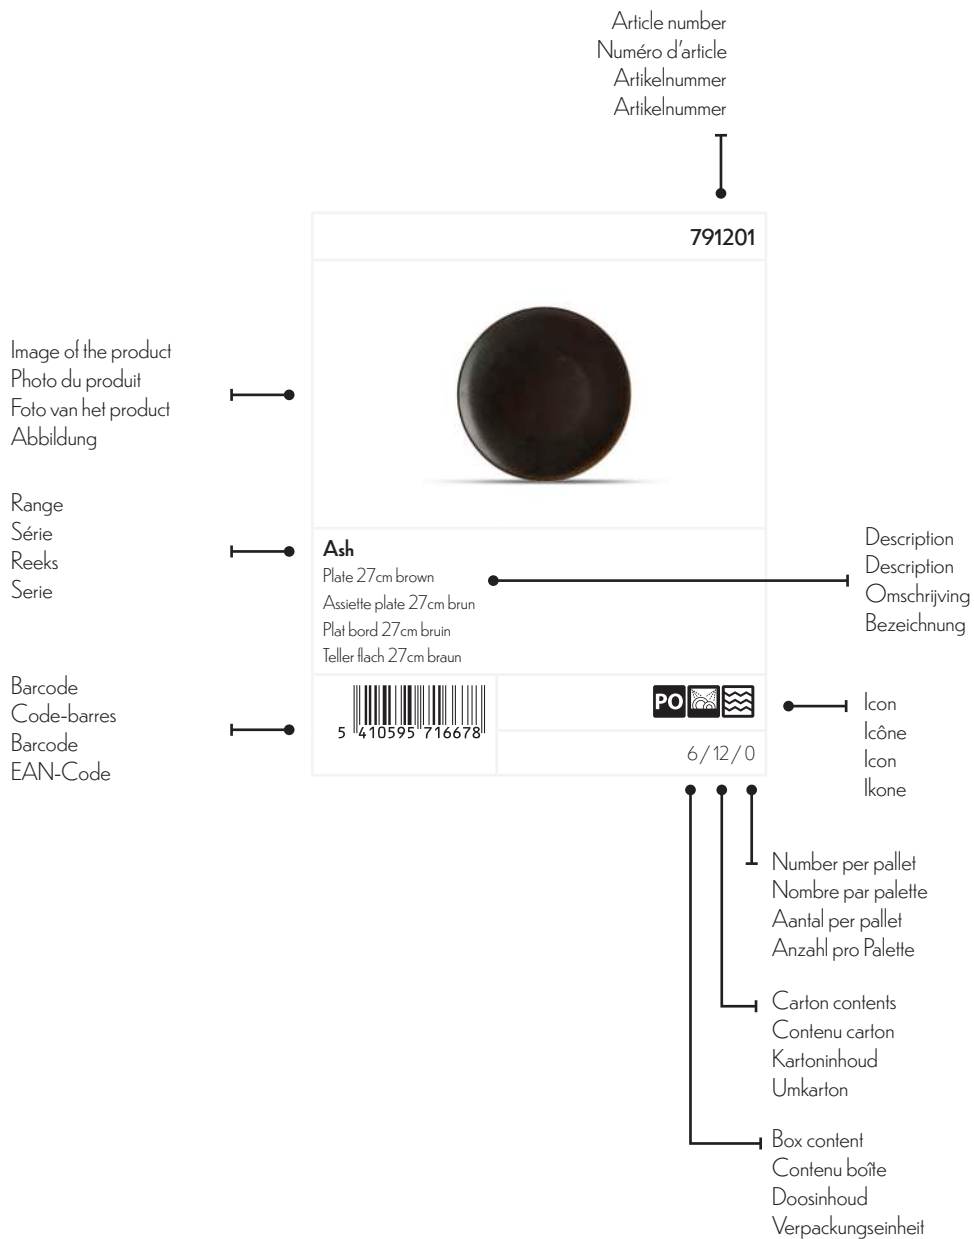 Article number
Numéro d'article
Artikelnummer
Artikelnummer
791201
Image of the product
Photo du produit
Foto van het product
Abbildung
Range
Série
Reeks
Serie
Ash
Plate 27cm brown
Assiette plate 27cm brun
Plat bord 27cm bruin
Teller flach 27cm braun
Description
Description
Omschrijving
Bezeichnung
Barcode
Code-barres
Barcode
EAN-Code
5 410595 716678
PO
Icon
Icône
Icon
Ikone
6 / 12 / 0
Number per pallet
Nombre par palette
Aantal per pallet
Anzahl pro Palette
Carton contents
Contenu carton
Kartoninhoud
Umkarton
Box content
Contenu boîte
Doosinhoud
Verpackungseinheit